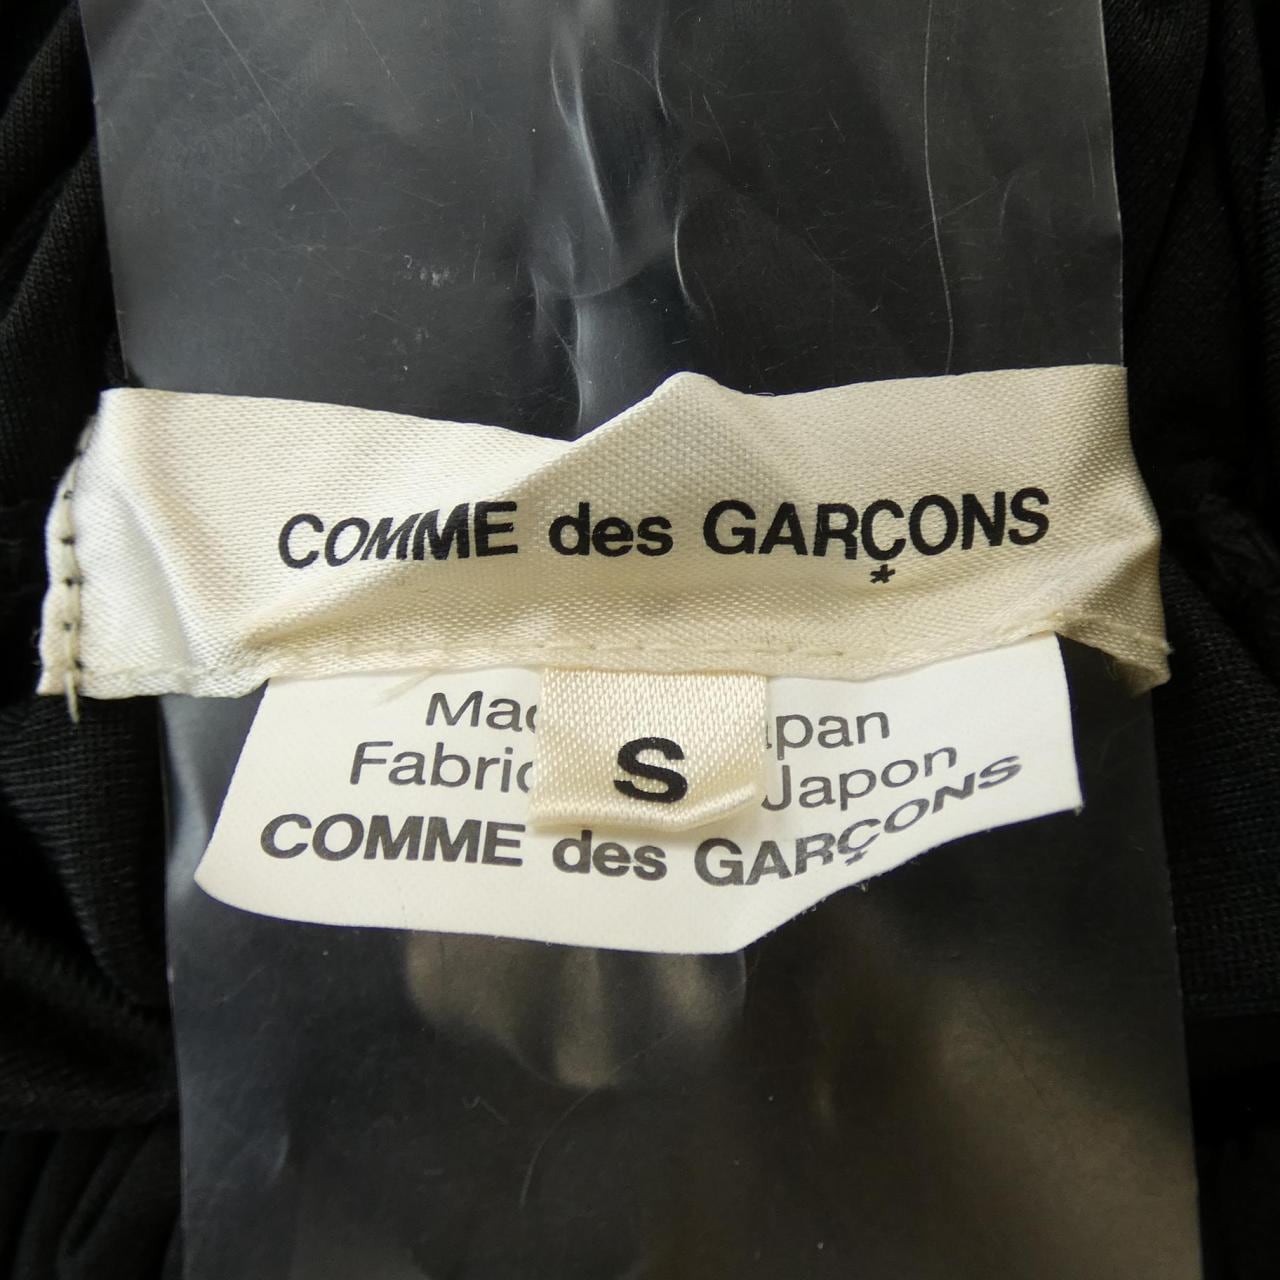 COMME des GARÇONS
*
S
Mad apan
Fabric Japon
COMME des GARÇONS